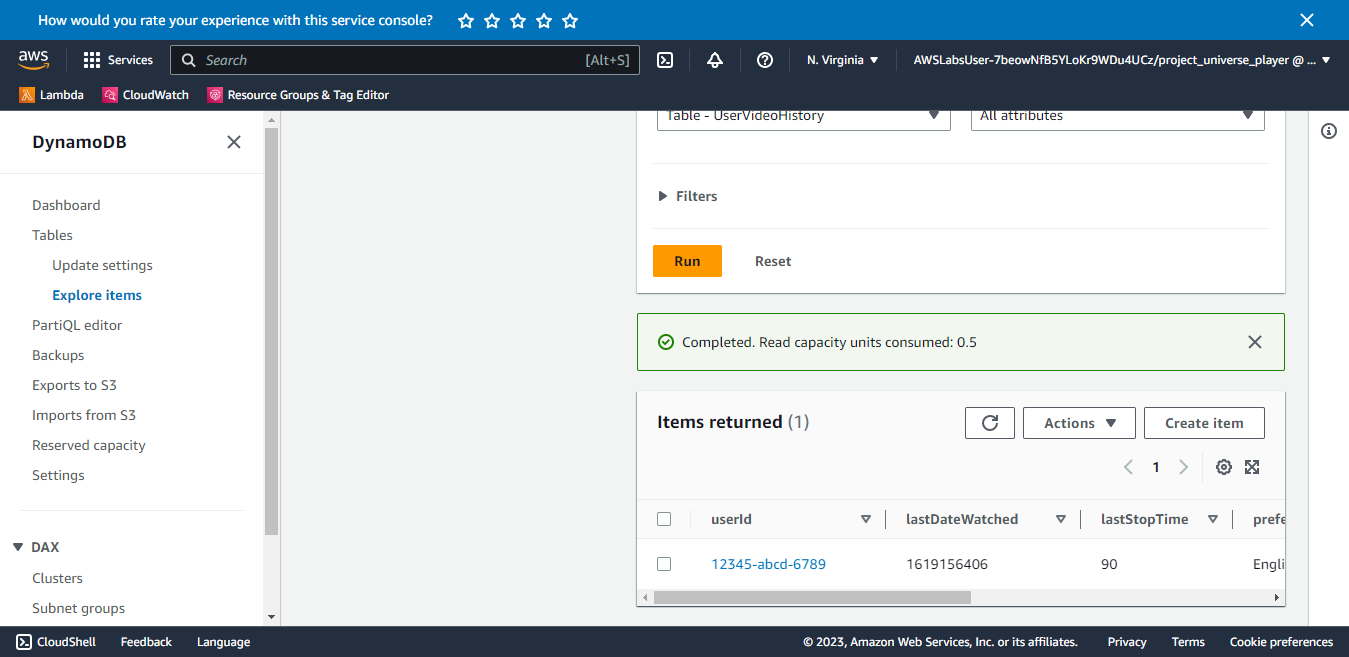 How would you rate your experience with this service console?
aws Services Search [Alt+S] N. Virginia AWSLabsUser-7beowNfB5YLoKr9WDu4UCz/project_universe_player @ ...
Lambda CloudWatch Resource Groups & Tag Editor
DynamoDB
Dashboard
Tables
Update settings
Explore items
PartiQL editor
Backups
Exports to S3
Imports from S3
Reserved capacity
Settings
DAX
Clusters
Subnet groups
Table - UserVideoHistory All attributes
Filters
Run Reset
Completed. Read capacity units consumed: 0.5
Items returned (1) Actions Create item
1
userId lastDateWatched lastStopTime prefe
12345-abcd-6789 1619156406 90 Engli
CloudShell Feedback Language © 2023, Amazon Web Services, Inc. or its affiliates. Privacy Terms Cookie preferences